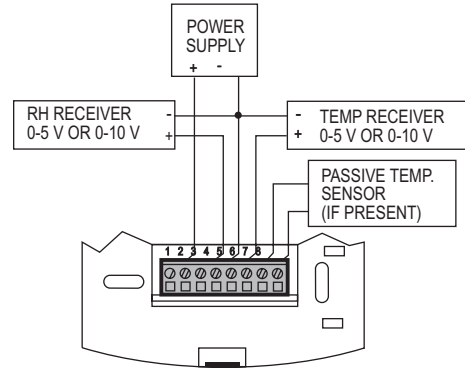 POWER
SUPPLY
+ -
RH RECEIVER -
0-5 V OR 0-10 V +
- TEMP RECEIVER
+ 0-5 V OR 0-10 V
PASSIVE TEMP.
SENSOR
(IF PRESENT)
1 2 3 4 5 6 7 8